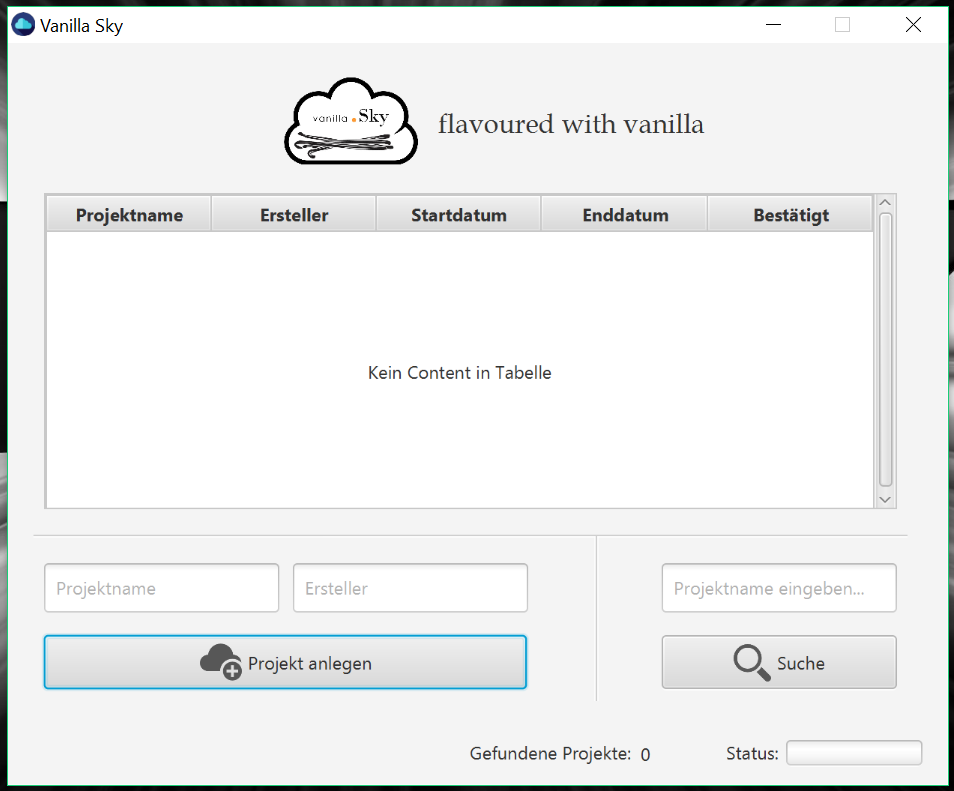 Vanilla Sky
vanilla.Sky
flavoured with vanilla
Projektname Ersteller Startdatum Enddatum Bestätigt
Kein Content in Tabelle
Projektname Ersteller Projektname eingeben...
Projekt anlegen Suche
Gefundene Projekte: 0 Status: